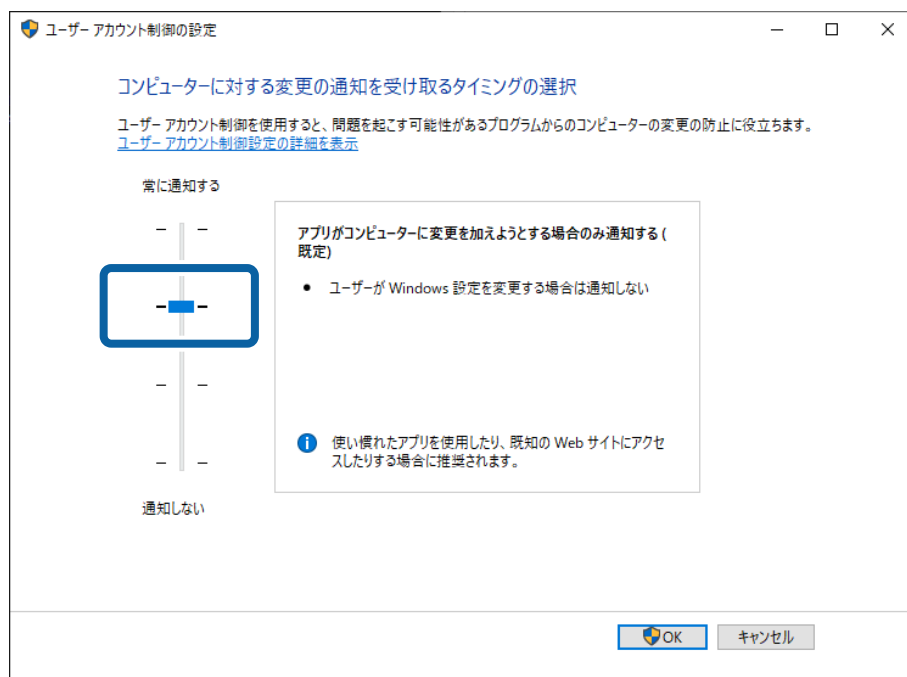 ユーザー アカウント制御の設定
コンピューターに対する変更の通知を受け取るタイミングの選択
ユーザー アカウント制御を使用すると、問題を起こす可能性があるプログラムからのコンピューターの変更の防止に役立ちます。
ユーザー アカウント制御設定の詳細を表示
常に通知する
アプリがコンピューターに変更を加えようとする場合のみ通知する (
既定)
• ユーザーが Windows 設定を変更する場合は通知しない
使い慣れたアプリを使用したり、既知の Web サイトにアクセ
スしたりする場合に推奨されます。
通知しない
OK キャンセル